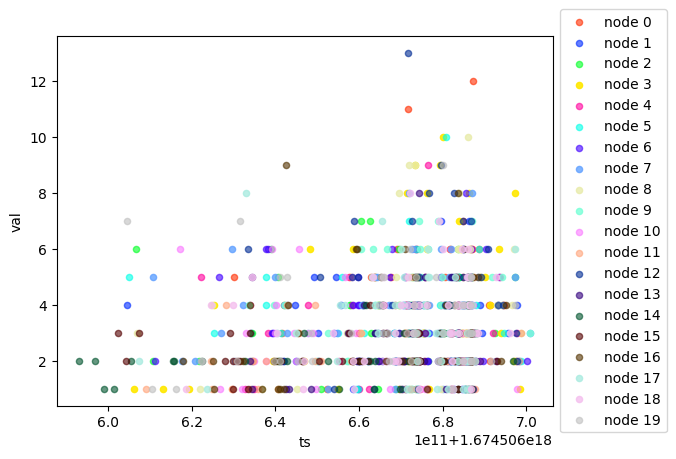 12
10
8
6
4
2
val
6.0
6.2
6.4
6.6
6.8
7.0
ts
1e11+1.674506e18
node 0
node 1
node 2
node 3
node 4
node 5
node 6
node 7
node 8
node 9
node 10
node 11
node 12
node 13
node 14
node 15
node 16
node 17
node 18
node 19